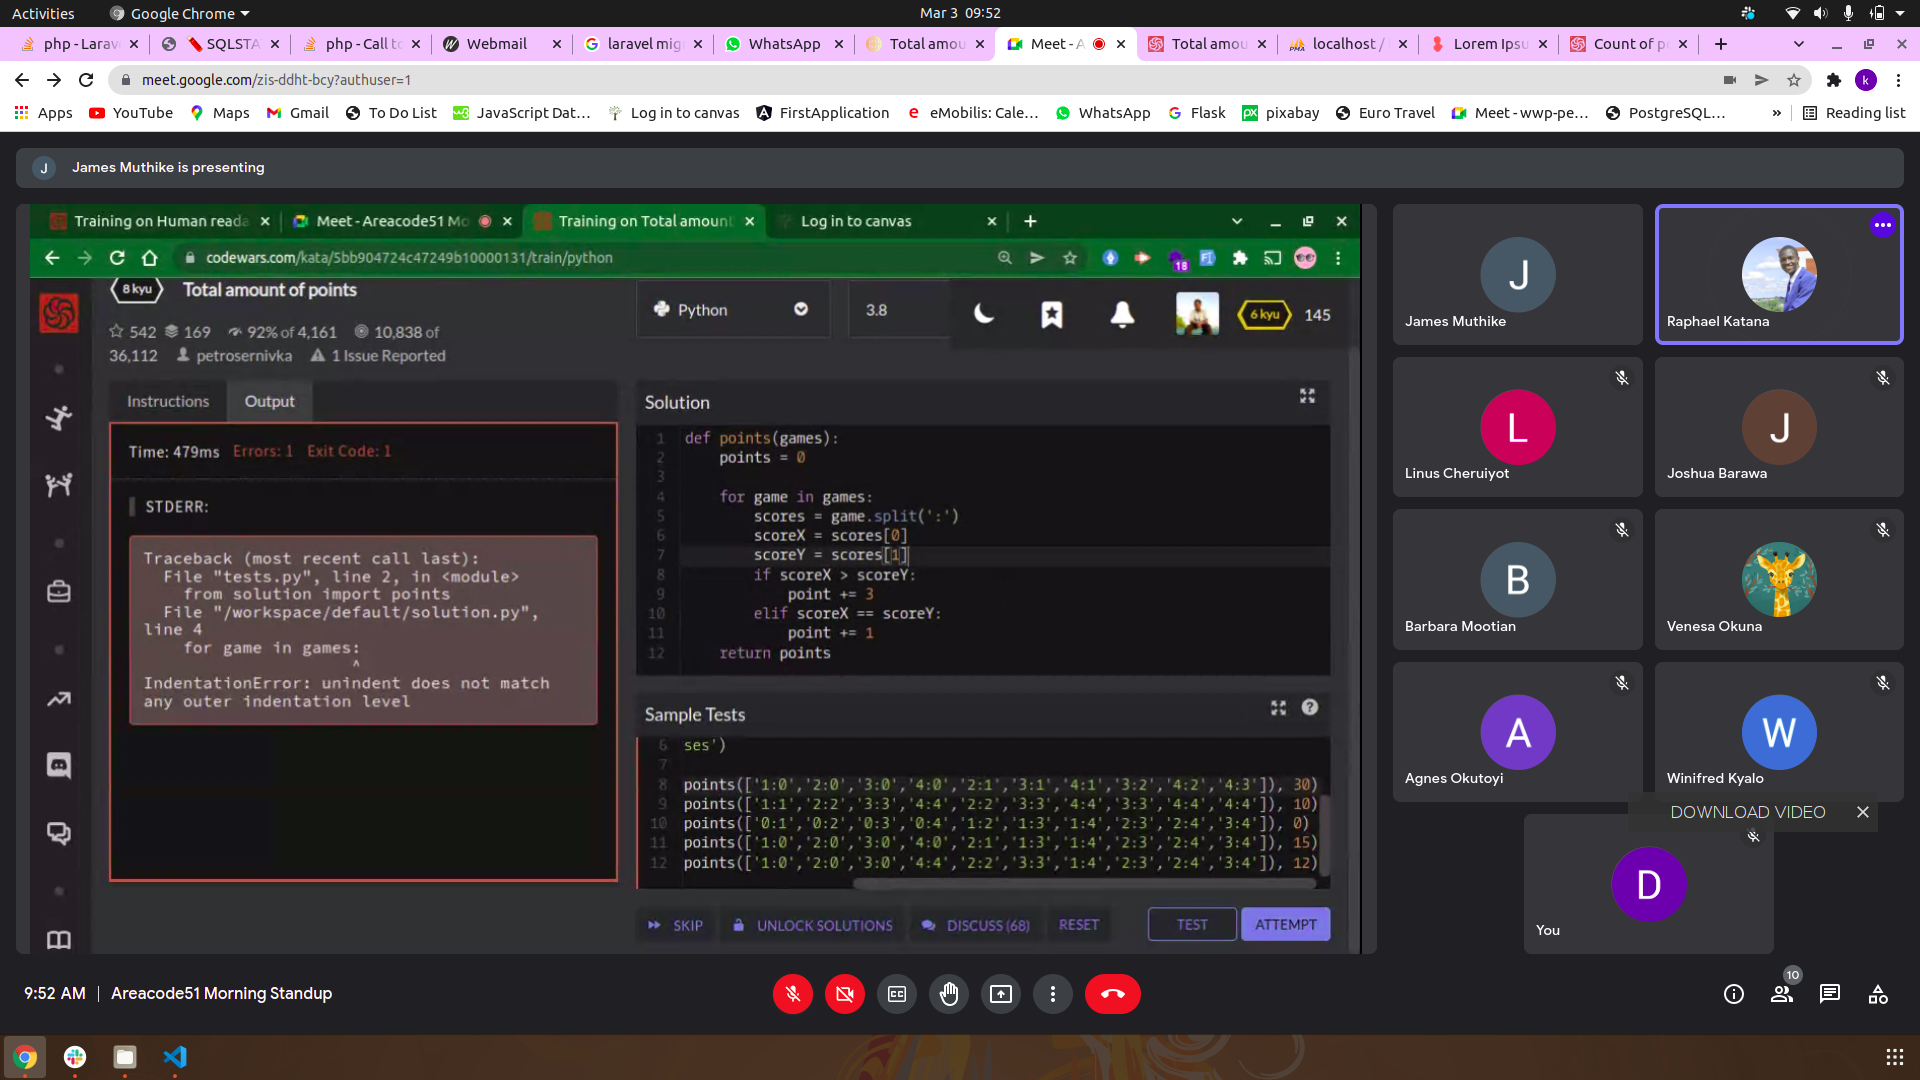 Activities
Google Chrome
Mar 3 09:52
php - Larav
SQLSTA
php - Call to
Webmail
laravel mig
WhatsApp
Total amou
Meet - A
Total amou
localhost /
Lorem Ipsu
Count of p
meet.google.com/zis-ddht-bcy?authuser=1
k
Apps
YouTube
Maps
Gmail
To Do List
JavaScript Dat...
Log in to canvas
FirstApplication
eMobilis: Cale...
WhatsApp
Flask
pixabay
Euro Travel
Meet - wwp-pe...
PostgreSQL...
»
Reading list
J
James Muthike is presenting
Training on Human reada
Meet - Areacode51 Mo
Training on Total amount
Log in to canvas
codewars.com/kata/5bb904724c47249b10000131/train/python
18
8 kyu
Total amount of points
542
169
92% of 4,161
10,838 of
36,112
petrosernivka
1 Issue Reported
Python
3.8
6 kyu
145
Instructions
Output
Time: 479ms Errors: 1 Exit Code: 1
STDERR:
Traceback (most recent call last):
File "tests.py", line 2, in <module>
from solution import points
File "/workspace/default/solution.py",
line 4
for game in games:
^
IndentationError: unindent does not match
any outer indentation level
Solution
1 def points(games):
2 points = 0
3
4 for game in games:
5 scores = game.split(':')
6 scoreX = scores[0]
7 scoreY = scores[1]
8 if scoreX > scoreY:
9 point += 3
10 elif scoreX == scoreY:
11 point += 1
12 return points
Sample Tests
6 ses')
7
8 points(['1:0','2:0','3:0','4:0','2:1','3:1','4:1','3:2','4:2','4:3']), 30)
9 points(['1:1','2:2','3:3','4:4','2:2','3:3','4:4','3:3','4:4','4:4']), 10)
10 points(['0:1','0:2','0:3','0:4','1:2','1:3','1:4','2:3','2:4','3:4']), 0)
11 points(['1:0','2:0','3:0','4:0','2:1','1:3','1:4','2:3','2:4','3:4']), 15)
12 points(['1:0','2:0','3:0','4:4','2:2','3:3','1:4','2:3','2:4','3:4']), 12)
SKIP
UNLOCK SOLUTIONS
DISCUSS (68)
RESET
TEST
ATTEMPT
J
James Muthike
Raphael Katana
L
Linus Cheruiyot
J
Joshua Barawa
B
Barbara Mootian
Venesa Okuna
A
Agnes Okutoyi
W
Winifred Kyalo
DOWNLOAD VIDEO
D
You
9:52 AM | Areacode51 Morning Standup
10